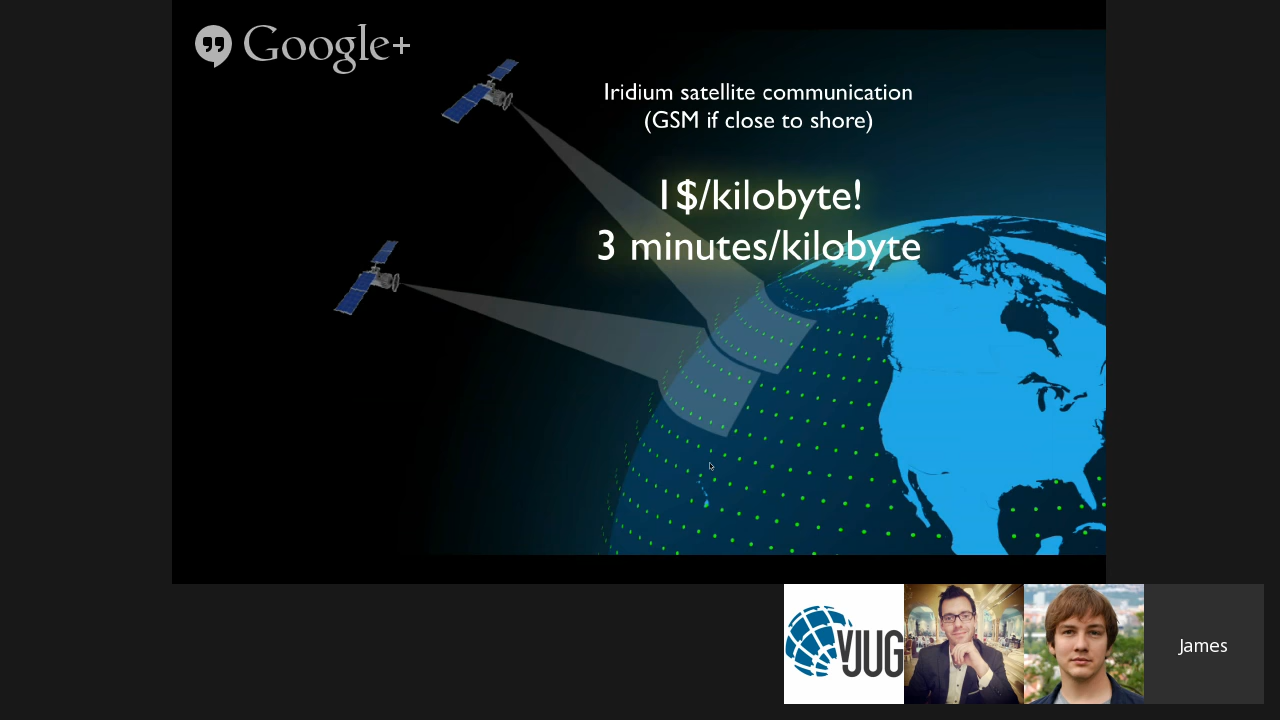 Google+
Iridium satellite communication
(GSM if close to shore)
1$/kilobyte!
3 minutes/kilobyte
vJUG
James